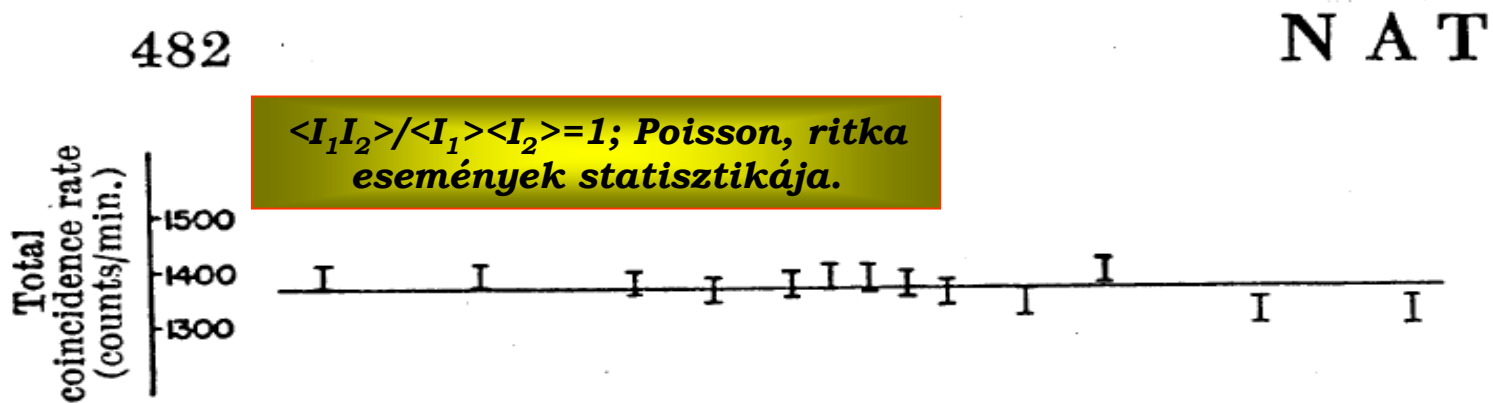 482
N A T
<I₁I₂>/<I₁><I₂>=1; Poisson, ritka
események statisztikája.
Total
coincidence rate
(counts/min.)
1500
1400
1300